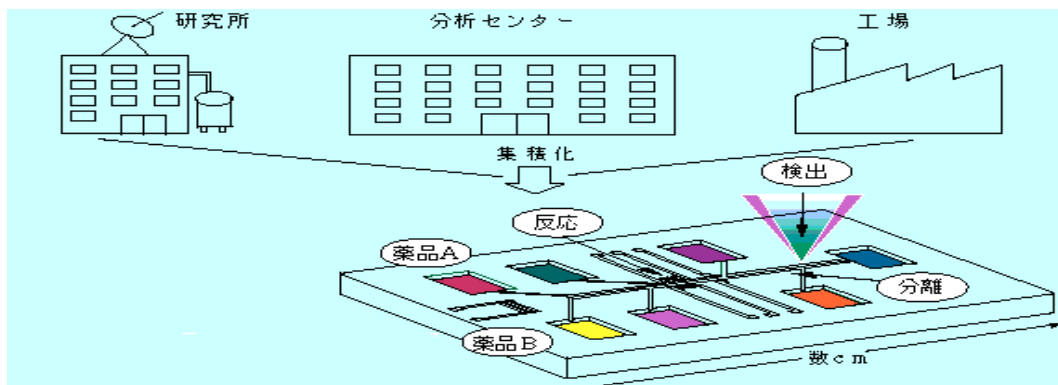 研究所
分析センター
工場
集積化
検出
反応
薬品A
分離
薬品B
数cm